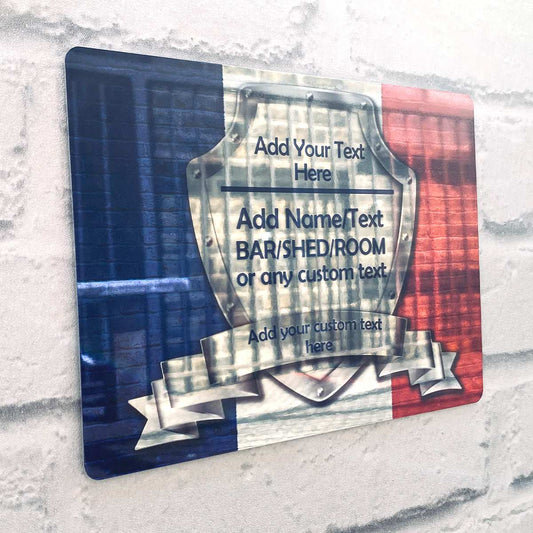 Add Your Text
Here
Add Name/Text
BAR/SHED/ROOM
or any custom text
Add your custom text
here